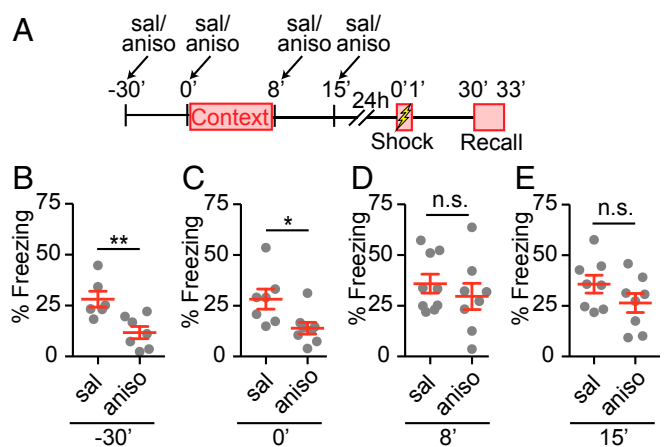 A
sal/ aniso
sal/ aniso
sal/ aniso
sal/ aniso
-30’ 0’ 8’ 15’ 24h 0’1’ 30’ 33’
Context
Shock Recall
B
75
50
25
0
% Freezing
**
sal aniso
-30’
C
75
50
25
0
% Freezing
*
sal aniso
0’
D
75
50
25
0
% Freezing
n.s.
sal aniso
8’
E
75
50
25
0
% Freezing
n.s.
sal aniso
15’